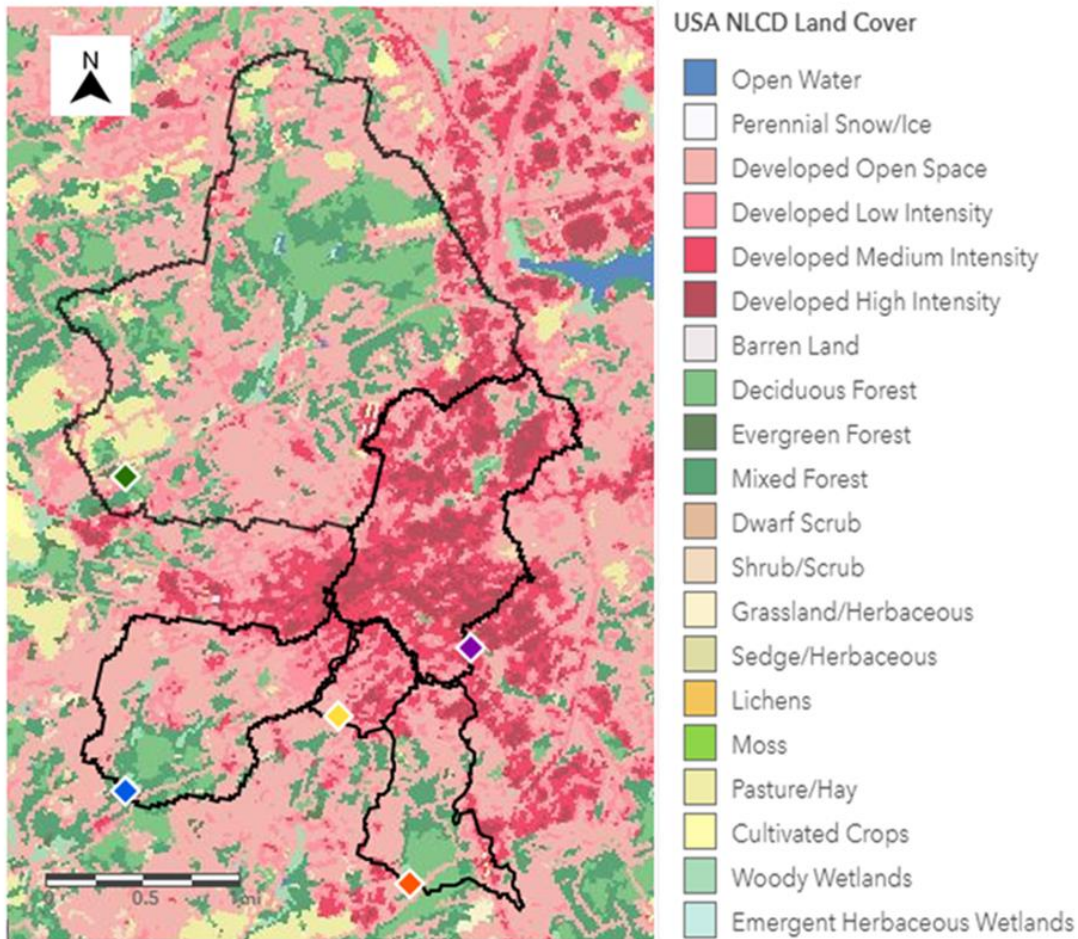 N
0 0.5 1mi
USA NLCD Land Cover
Open Water
Perennial Snow/Ice
Developed Open Space
Developed Low Intensity
Developed Medium Intensity
Developed High Intensity
Barren Land
Deciduous Forest
Evergreen Forest
Mixed Forest
Dwarf Scrub
Shrub/Scrub
Grassland/Herbaceous
Sedge/Herbaceous
Lichens
Moss
Pasture/Hay
Cultivated Crops
Woody Wetlands
Emergent Herbaceous Wetlands